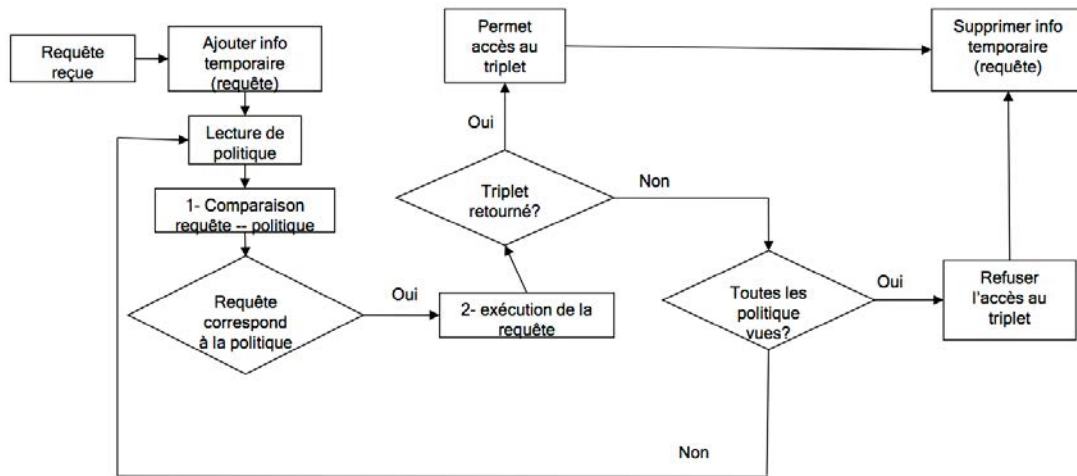 Requête
reçue
Ajouter info
temporaire
(requête)
Lecture de
politique
1- Comparaison
requête -- politique
Requête
correspond
à la politique
Oui
2- exécution de la
requête
Triplet
retourné?
Oui
Permet
accès au
triplet
Non
Toutes les
politique
vues?
Oui
Refuser
l'accès au
triplet
Supprimer info
temporaire
(requête)
Non